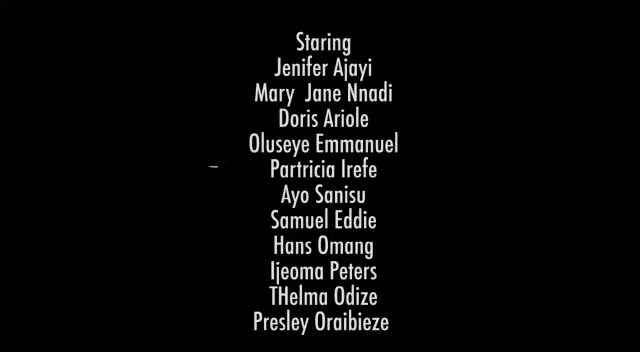 Staring
Jenifer Ajayi
Mary Jane Nnadi
Doris Ariole
Oluseye Emmanuel
Partricia Irefe
Ayo Sanisu
Samuel Eddie
Hans Omang
Ijeoma Peters
THelma Odize
Presley Oraibieze